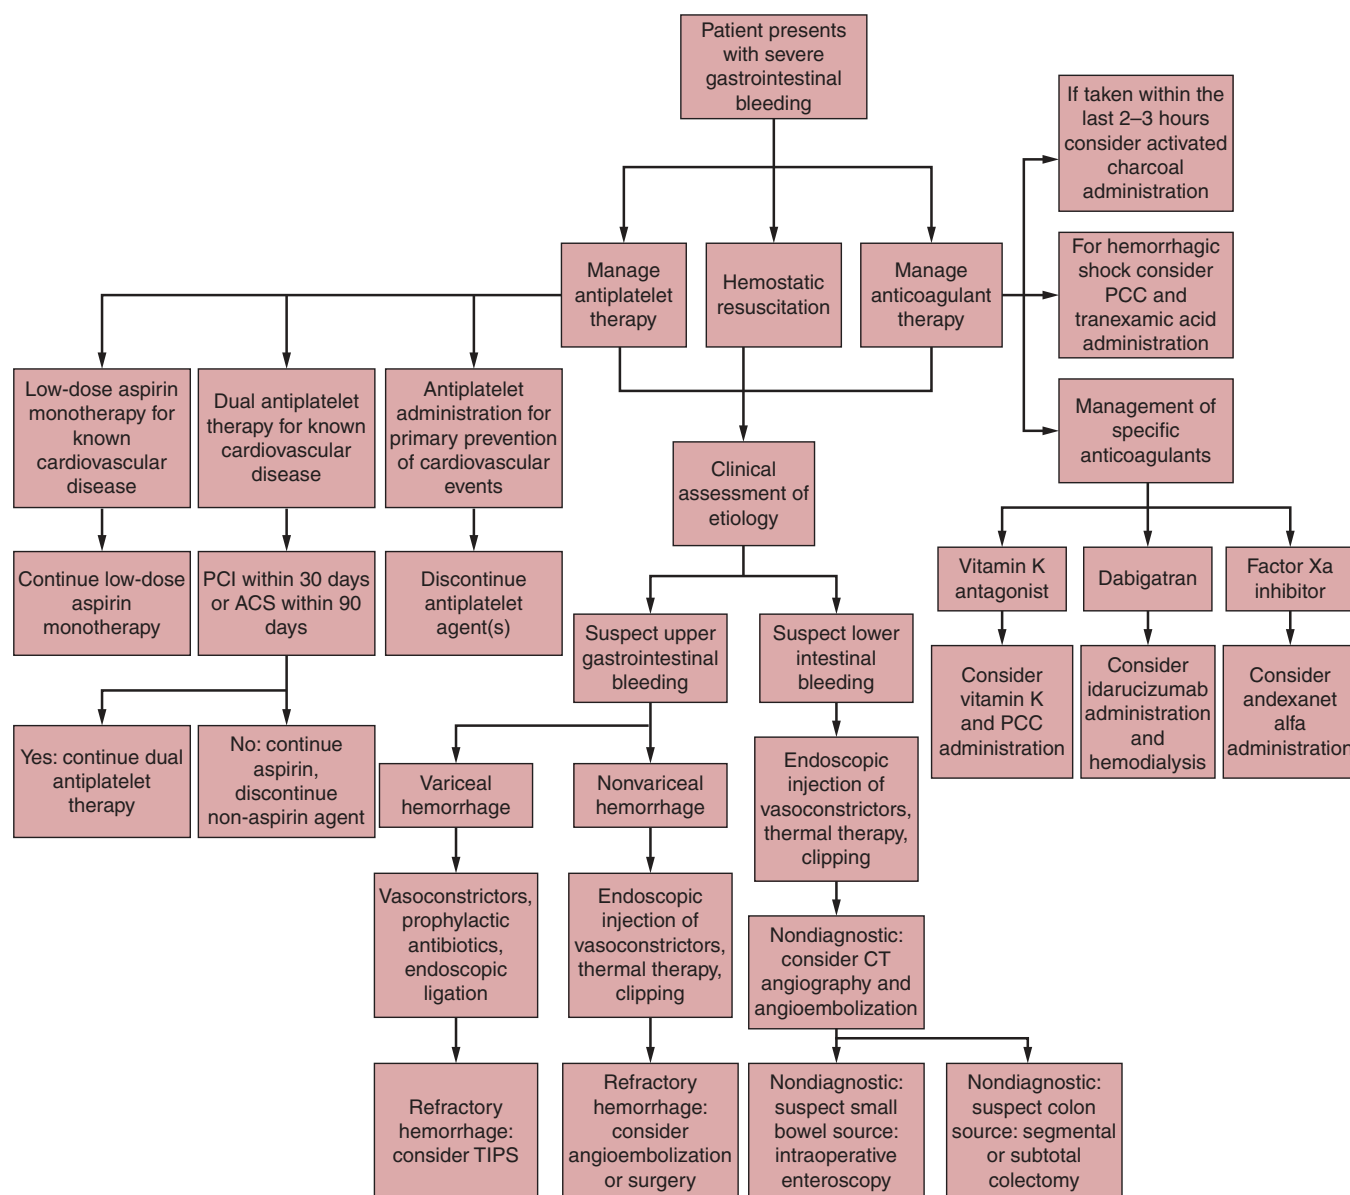 Patient presents
with severe
gastrointestinal
bleeding
If taken within the
last 2–3 hours
consider activated
charcoal
administration
Manage
antiplatelet
therapy
Hemostatic
resuscitation
Manage
anticoagulant
therapy
For hemorrhagic
shock consider
PCC and
tranexamic acid
administration
Low-dose aspirin
monotherapy for
known
cardiovascular
disease
Dual antiplatelet
therapy for known
cardiovascular
disease
Antiplatelet
administration for
primary prevention
of cardiovascular
events
Management of
specific
anticoagulants
Clinical
assessment of
etiology
Continue low-dose
aspirin
monotherapy
PCI within 30 days
or ACS within 90
days
Discontinue
antiplatelet
agent(s)
Vitamin K
antagonist
Dabigatran
Factor Xa
inhibitor
Suspect upper
gastrointestinal
bleeding
Suspect lower
intestinal
bleeding
Consider
vitamin K
and PCC
administration
Consider
idarucizumab
administration
and
hemodialysis
Consider
andexanet
alfa
administration
Yes: continue dual
antiplatelet
therapy
No: continue
aspirin,
discontinue
non-aspirin agent
Variceal
hemorrhage
Nonvariceal
hemorrhage
Endoscopic
injection of
vasoconstrictors,
thermal therapy,
clipping
Vasoconstrictors,
prophylactic
antibiotics,
endoscopic
ligation
Endoscopic
injection of
vasoconstrictors,
thermal therapy,
clipping
Nondiagnostic:
consider CT
angiography and
angioembolization
Refractory
hemorrhage:
consider TIPS
Refractory
hemorrhage:
consider
angioembolization
or surgery
Nondiagnostic:
suspect small
bowel source:
intraoperative
enteroscopy
Nondiagnostic:
suspect colon
source: segmental
or subtotal
colectomy